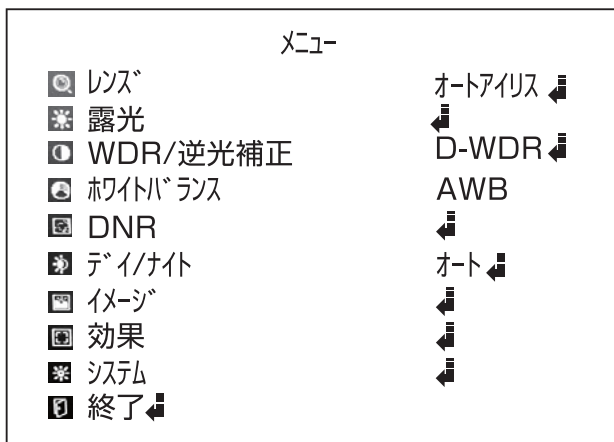 ﾒﾆｭｰ
ﾚﾝｽﾞ ｵｰﾄｱｲﾘｽ
露光
WDR/逆光補正 D-WDR
ﾎﾜｲﾄﾊﾞﾗﾝｽ AWB
DNR
ﾃﾞｲ/ﾅｲﾄ ｵｰﾄ
ｲﾒｰｼﾞ
効果
ｼｽﾃﾑ
終了